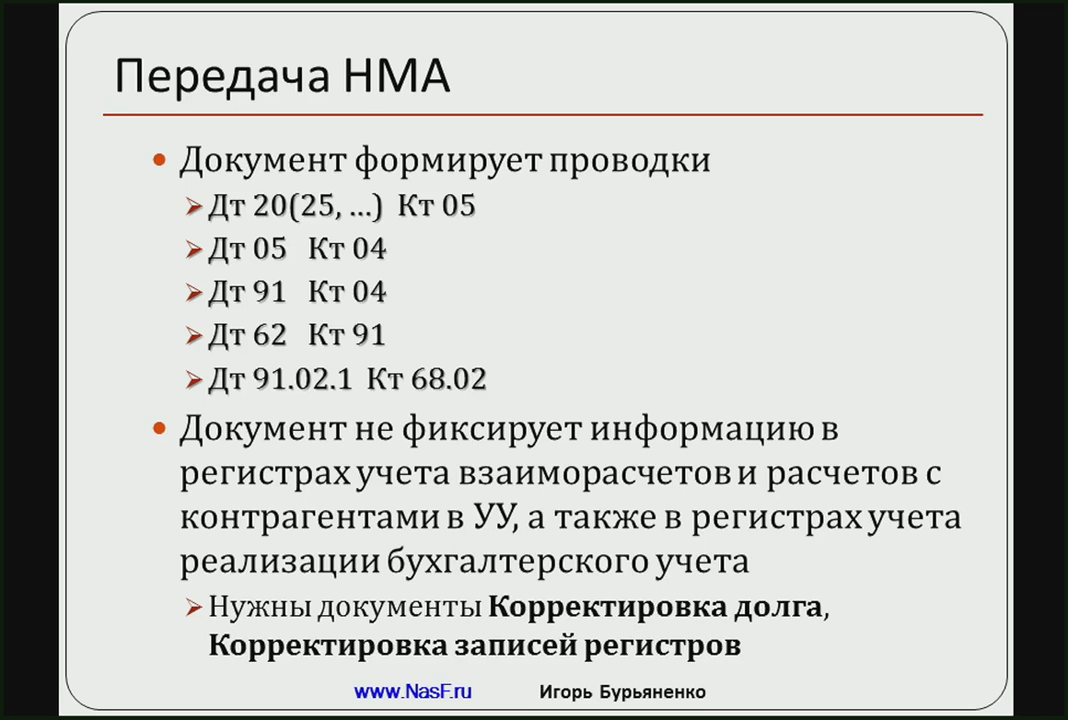 Передача НМА
Документ формирует проводки
Дт 20(25, ...) Кт 05
Дт 05 Кт 04
Дт 91 Кт 04
Дт 62 Кт 91
Дт 91.02.1 Кт 68.02
Документ не фиксирует информацию в
регистрах учета взаиморасчетов и расчетов с
контрагентами в УУ, а также в регистрах учета
реализации бухгалтерского учета
Нужны документы Корректировка долга,
Корректировка записей регистров
www.NasF.ru Игорь Бурьяненко